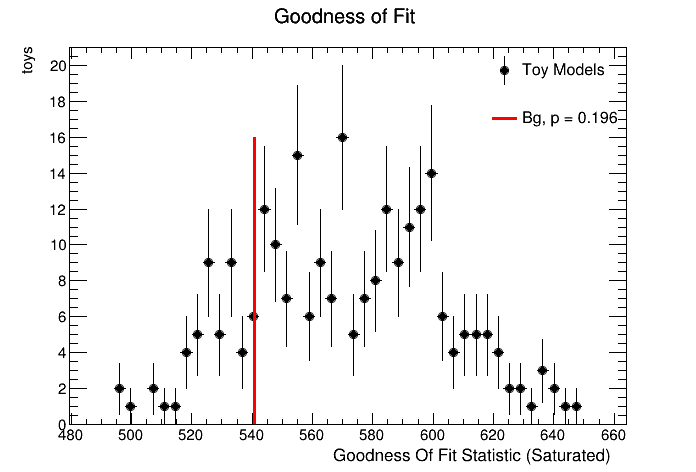 Goodness of Fit
toys
20
18
16
14
12
10
8
6
4
2
0
Toy Models
Bg, p = 0.196
480 500 520 540 560 580 600 620 640 660
Goodness Of Fit Statistic (Saturated)